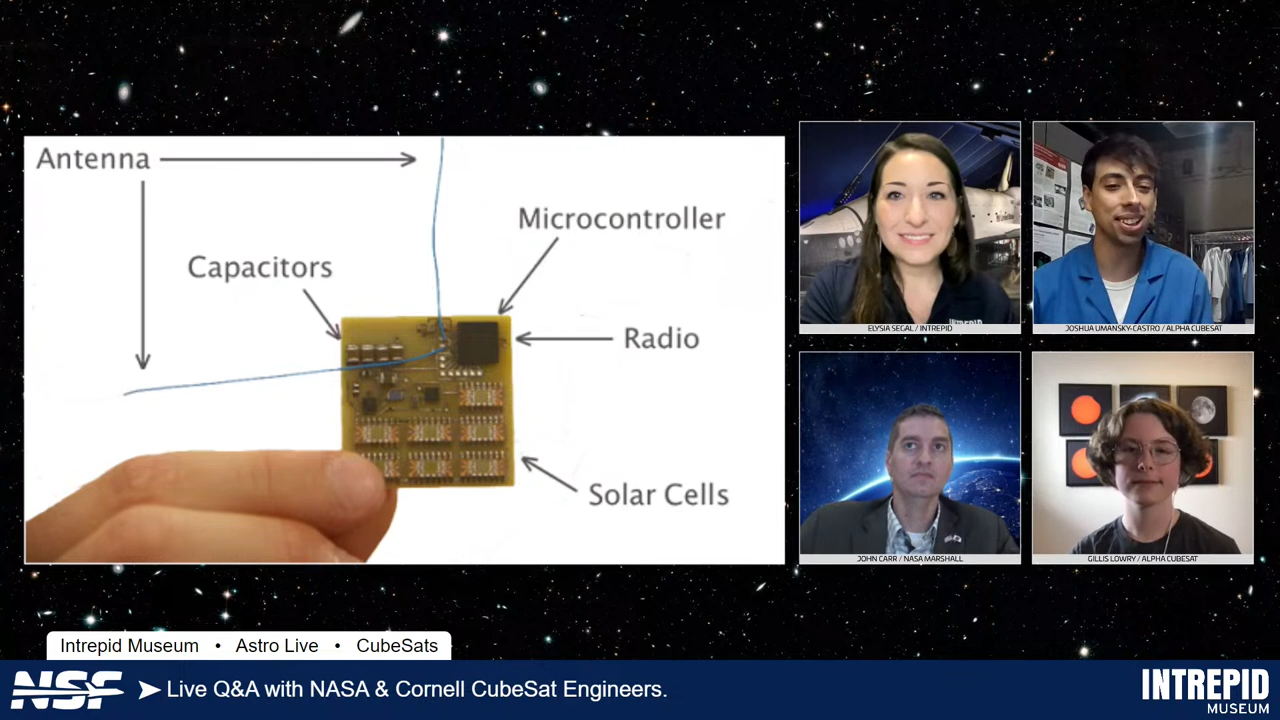 Antenna
Microcontroller
Capacitors
Radio
Solar Cells
ELYSIA SEGAL / INTREPID
JOSHUA UMANSKY-CASTRO / ALPHA CUBESAT
JOHN CARR / NASA MARSHALL
GILLIS LOWRY / ALPHA CUBESAT
Intrepid Museum • Astro Live • CubeSats
NSF
Live Q&A with NASA & Cornell CubeSat Engineers.
INTREPID
MUSEUM